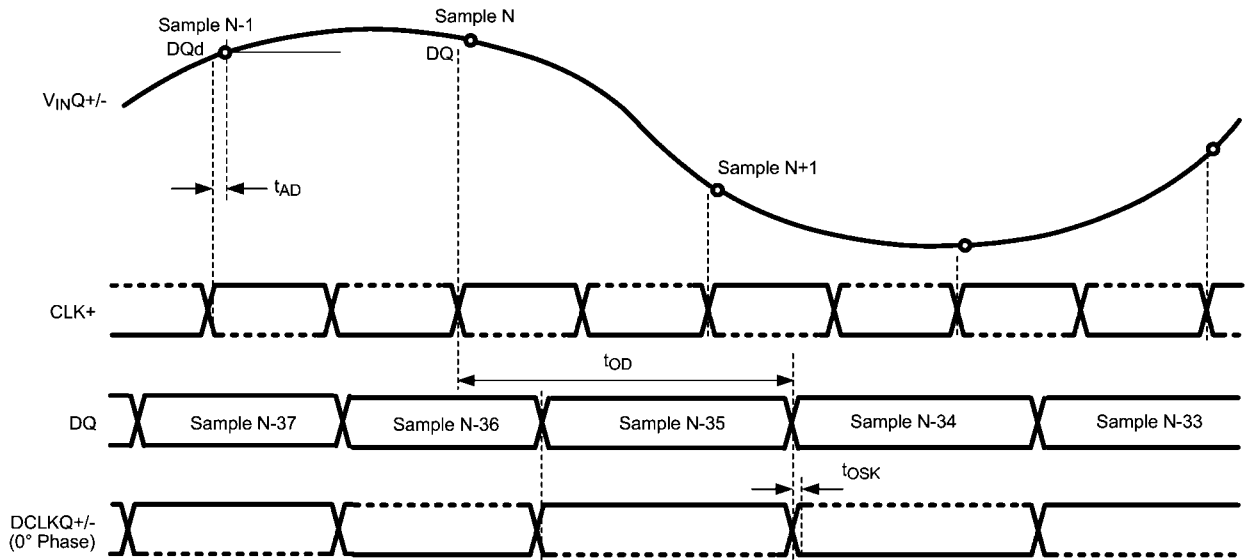 Sample N-1
Sample N
DQd
DQ
VINQ+/-
Sample N+1
tAD
CLK+
tOD
DQ
Sample N-37
Sample N-36
Sample N-35
Sample N-34
Sample N-33
tOSK
DCLKQ+/-
(0° Phase)